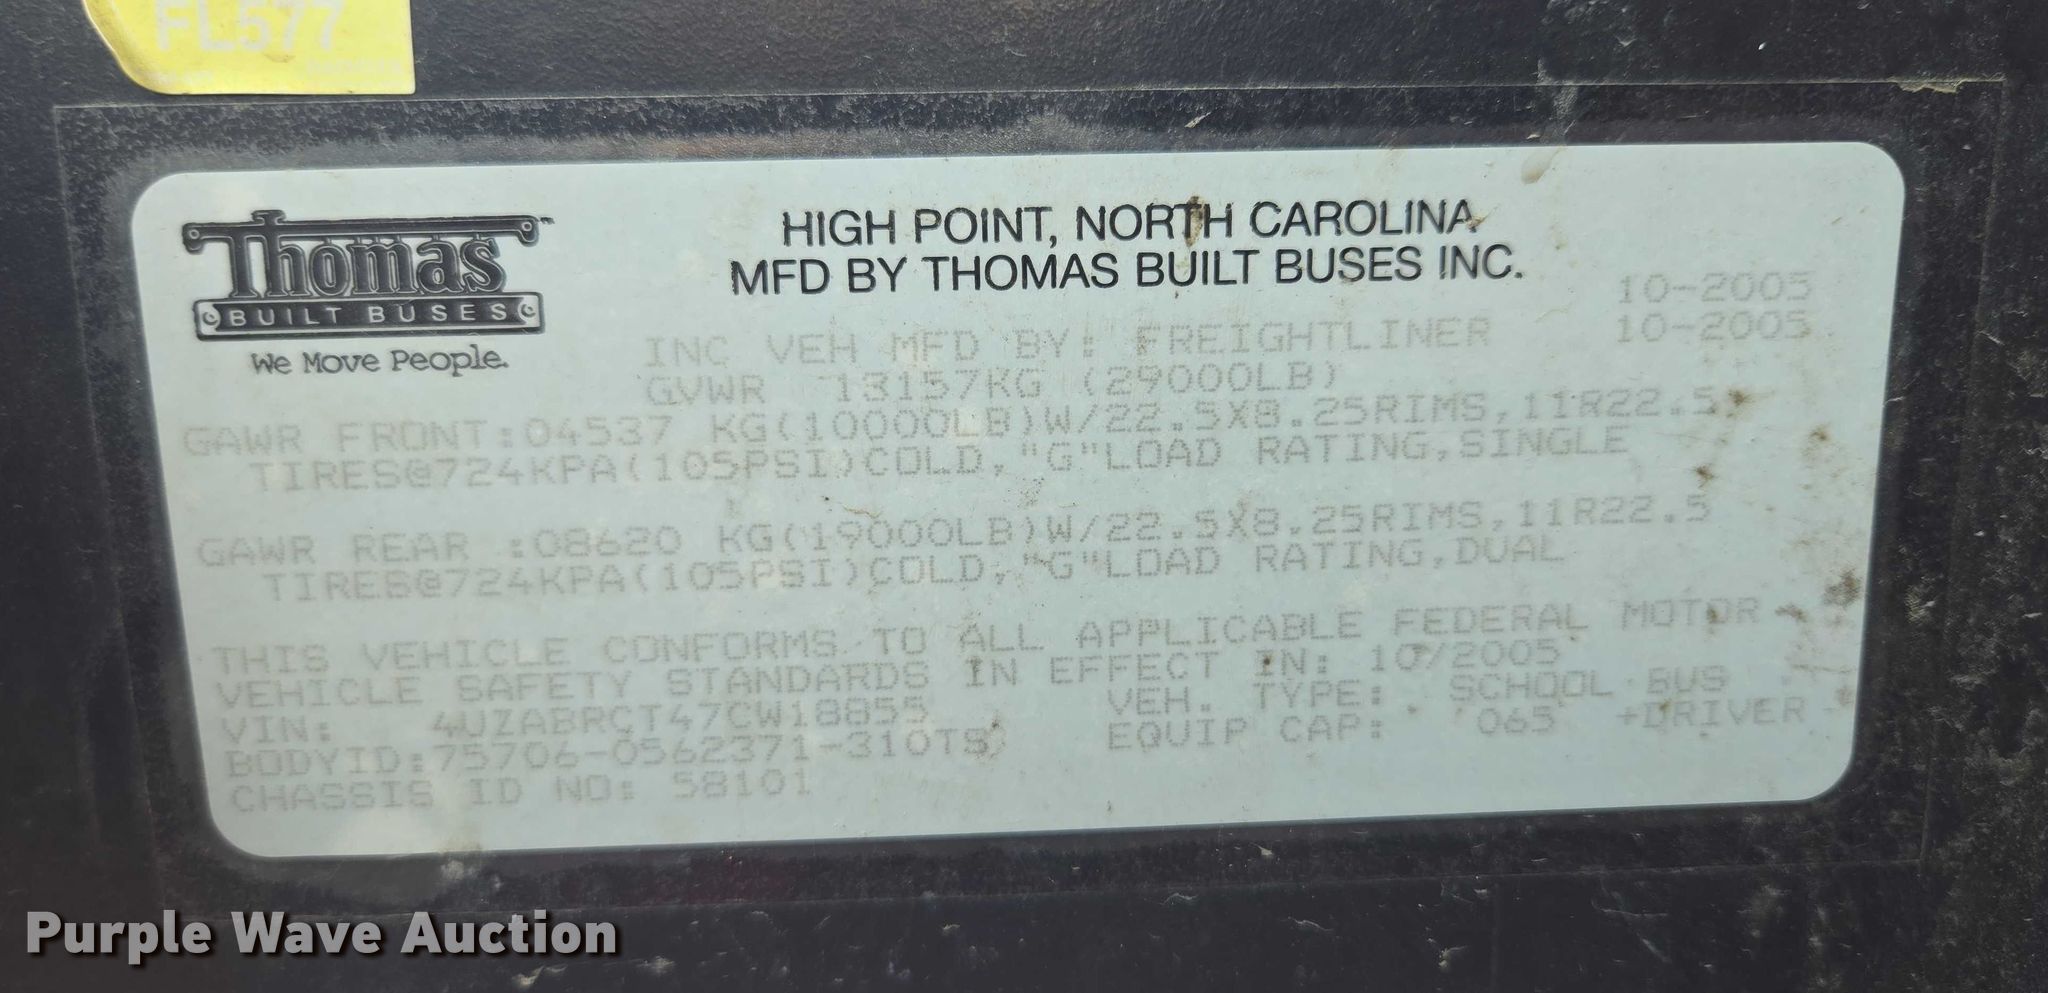 FL577
Thomas
BUILT BUSES
We Move People.
HIGH POINT, NORTH CAROLINA
MFD BY THOMAS BUILT BUSES INC.
10-2005
INC VEH MFD BY: FREIGHTLINER 10-2005
GVWR 13157KG (29000LB)
GAWR FRONT:04537 KG(10000LB)W/22.5X8.25RIMS,11R22.5
TIRES@724KPA(105PSI)COLD,"G"LOAD RATING,SINGLE
GAWR REAR :08620 KG(19000LB)W/22.5X8.25RIMS,11R22.5
TIRES@724KPA(105PSI)COLD,"G"LOAD RATING,DUAL
THIS VEHICLE CONFORMS TO ALL APPLICABLE FEDERAL MOTOR
VEHICLE SAFETY STANDARDS IN EFFECT IN: 10/2005
VIN: 4UZABRCT47CW18855 VEH. TYPE: SCHOOL BUS
BODYID:75706-0562371-310TS EQUIP CAP: 065 +DRIVER
CHASSIS ID NO: 58101
Purple Wave Auction